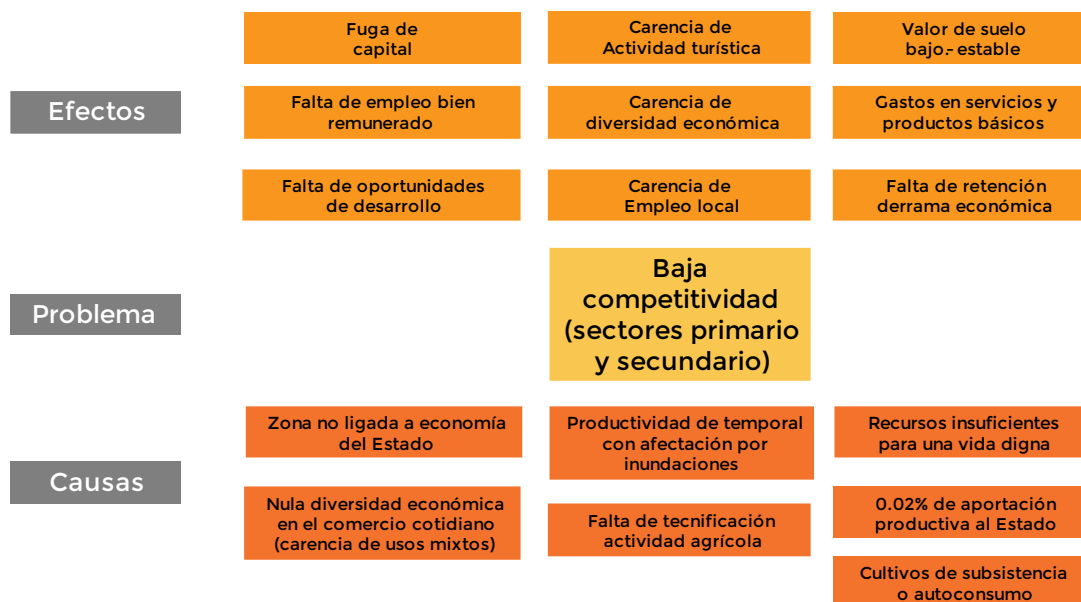 Fuga de
capital
Carencia de
Actividad turística
Valor de suelo
bajo.- estable
Efectos
Falta de empleo bien
remunerado
Carencia de
diversidad económica
Gastos en servicios y
productos básicos
Falta de oportunidades
de desarrollo
Carencia de
Empleo local
Falta de retención
derrama económica
Problema
Baja
competitividad
(sectores primario
y secundario)
Causas
Zona no ligada a economía
del Estado
Productividad de temporal
con afectación por
inundaciones
Recursos insuficientes
para una vida digna
Nula diversidad económica
en el comercio cotidiano
(carencia de usos mixtos)
Falta de tecnificación
actividad agrícola
0.02% de aportación
productiva al Estado
Cultivos de subsistencia
o autoconsumo